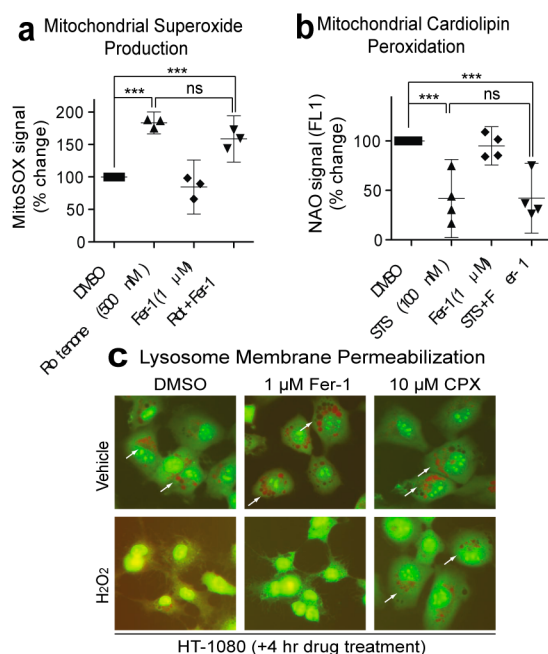 a Mitochondrial Superoxide
Production
MitoSOX signal
(% change)
200
150
100
50
0
***
***
ns
DMSO
Rotenone (500 nM)
Fer-1 (1 µM)
Rot+Fer-1
b Mitochondrial Cardiolipin
Peroxidation
NAO signal (FL1)
(% change)
100
50
0
***
***
ns
DMSO
STS (100 nM)
Fer-1 (1 µM)
STS+F er-1
c Lysosome Membrane Permeabilization
DMSO 1 µM Fer-1 10 µM CPX
Vehicle
H₂O₂
HT-1080 (+4 hr drug treatment)